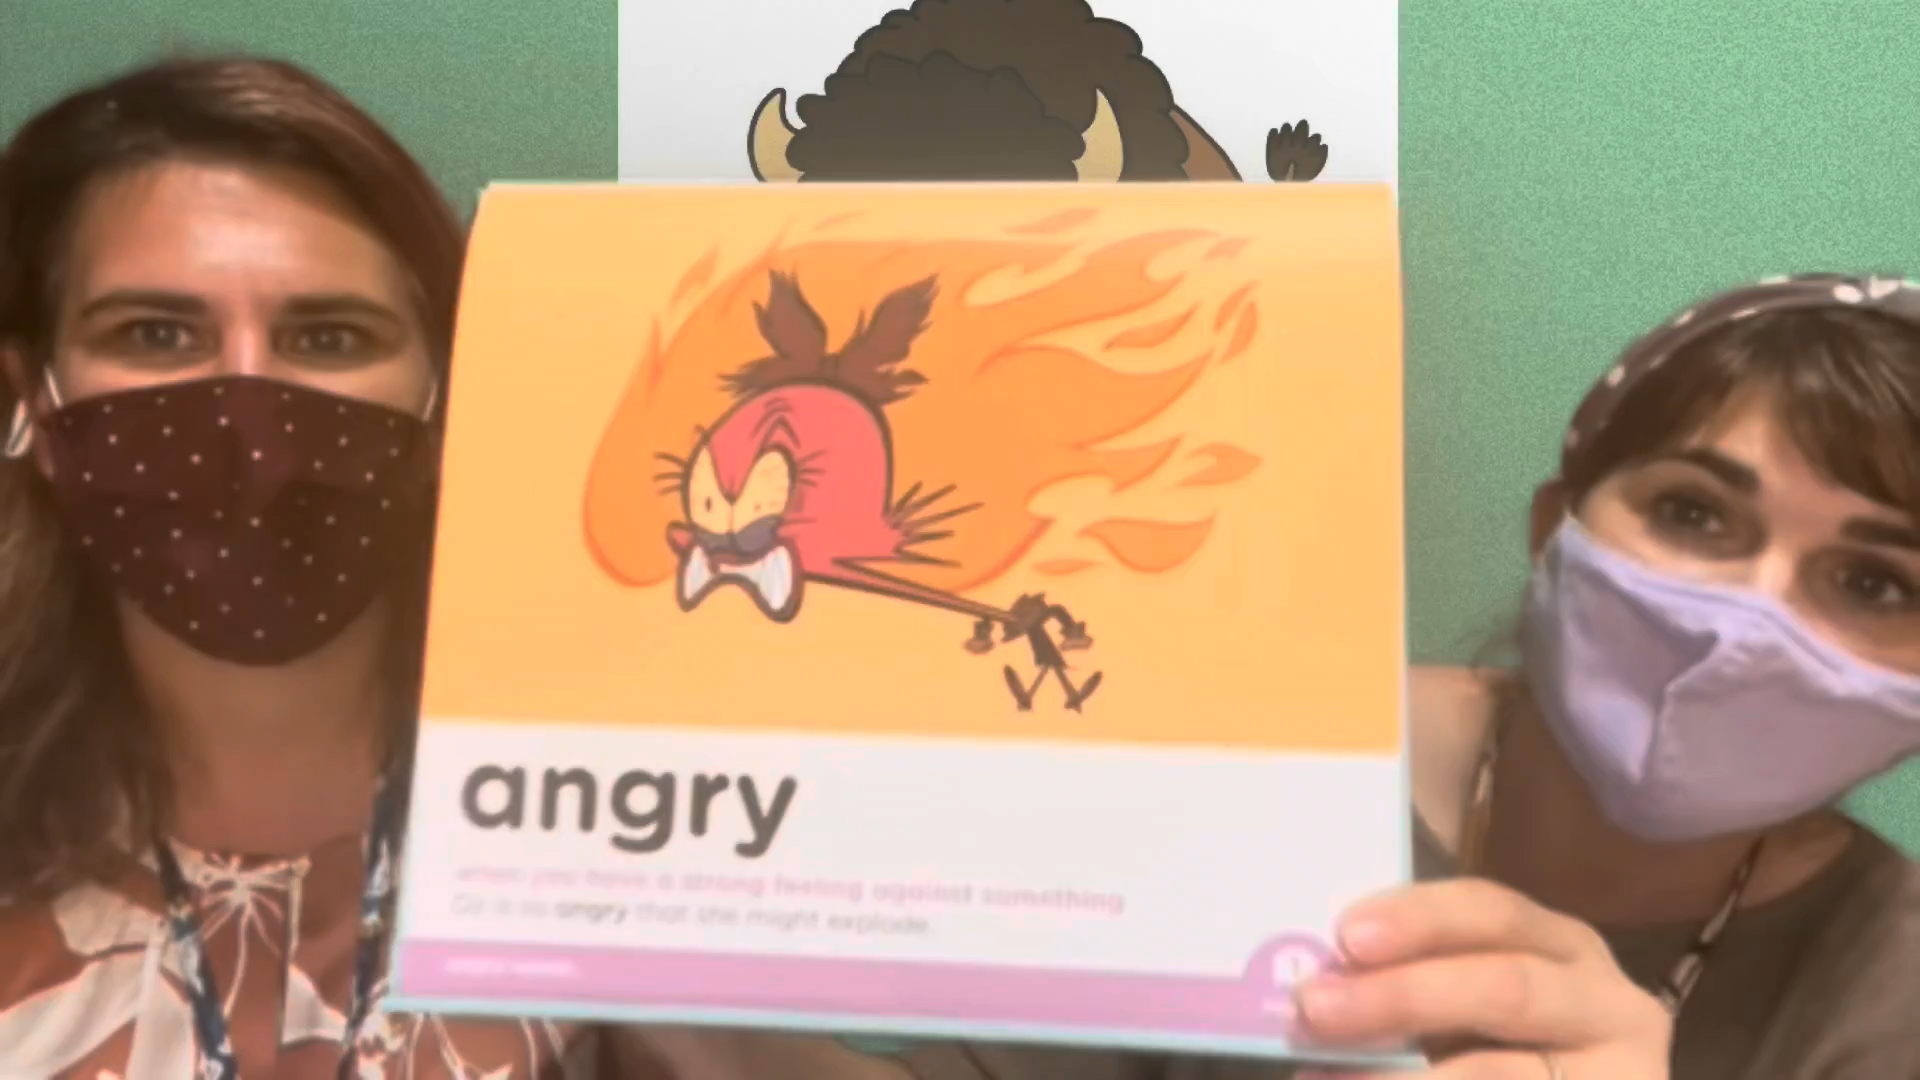 angry
when you have a strong feeling against something
is so angry that she might explode.